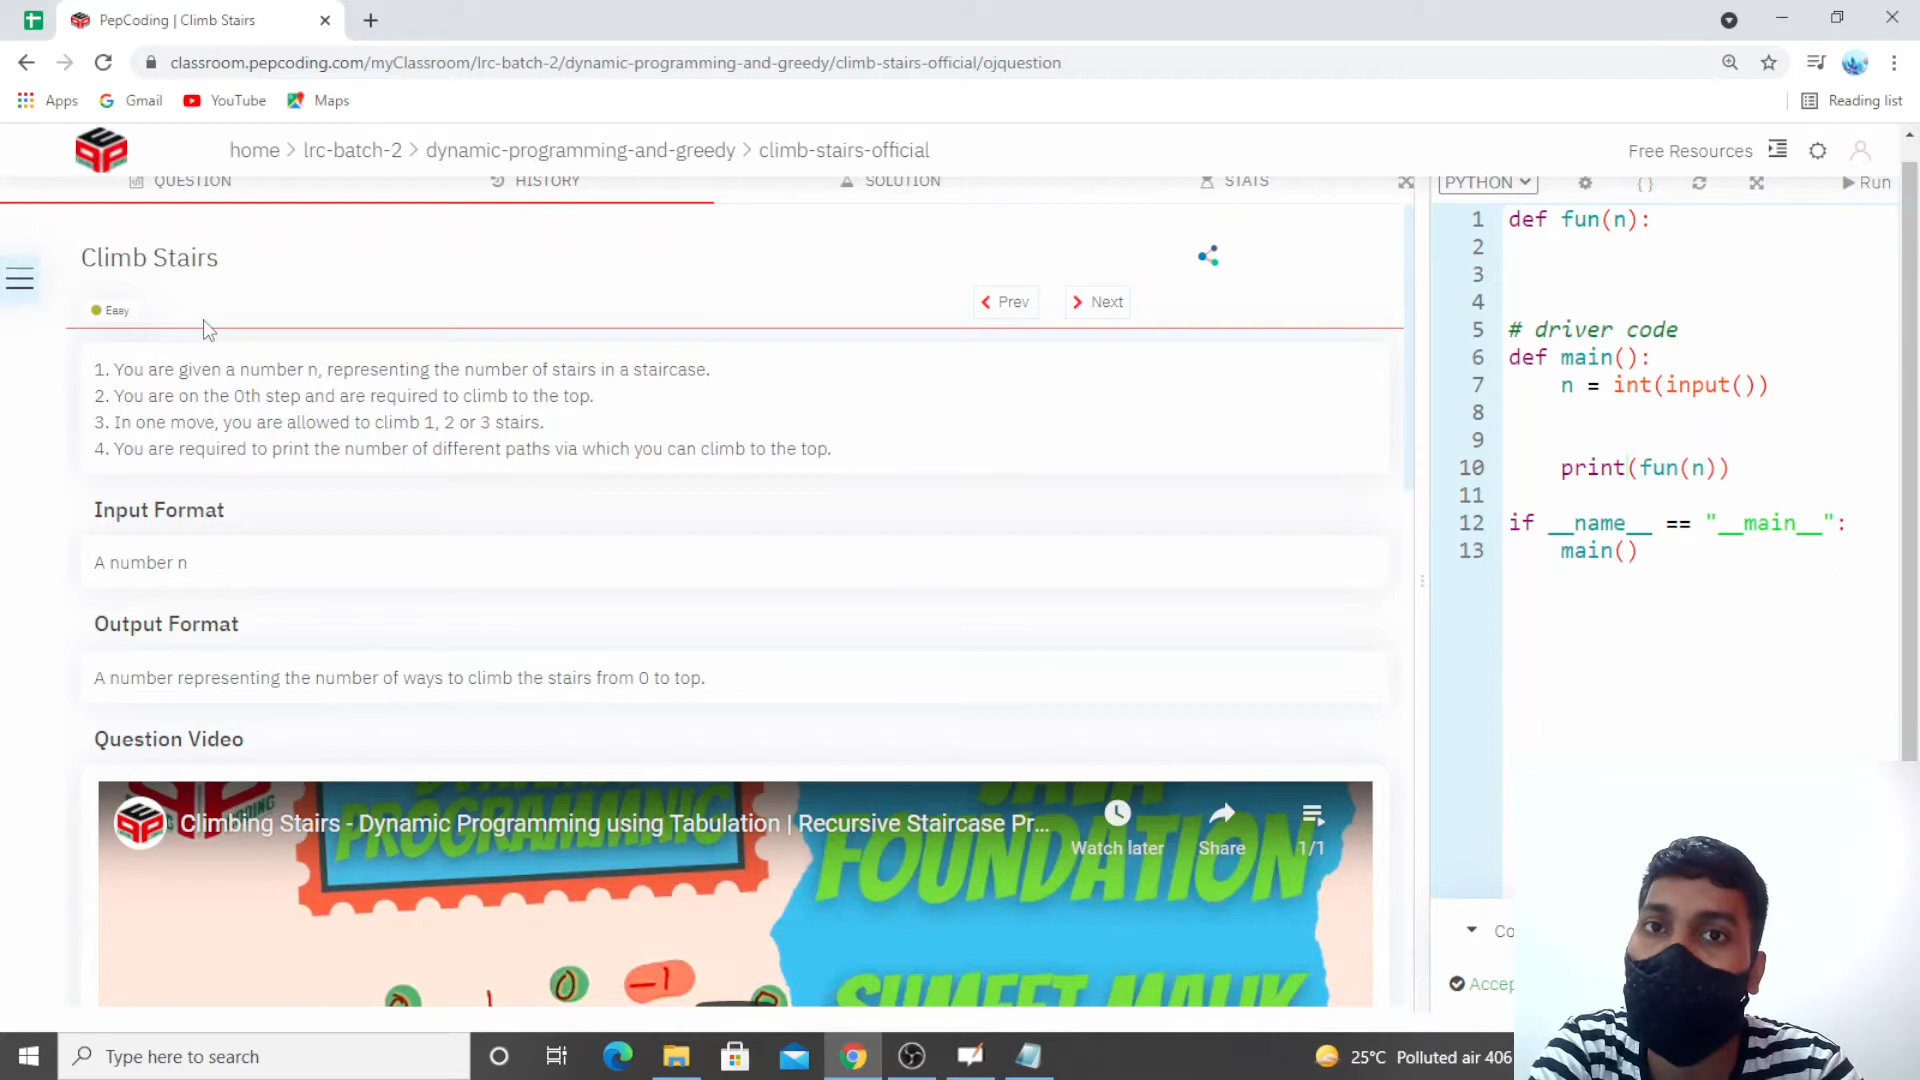 PepCoding | Climb Stairs
classroom.pepcoding.com/myClassroom/lrc-batch-2/dynamic-programming-and-greedy/climb-stairs-official/ojquestion
Apps Gmail YouTube Maps Reading list
home > lrc-batch-2 > dynamic-programming-and-greedy > climb-stairs-official Free Resources
QUESTION HISTORY SOLUTION STATS
Climb Stairs
Easy
Prev Next
1. You are given a number n, representing the number of stairs in a staircase.
2. You are on the 0th step and are required to climb to the top.
3. In one move, you are allowed to climb 1, 2 or 3 stairs.
4. You are required to print the number of different paths via which you can climb to the top.
Input Format
A number n
Output Format
A number representing the number of ways to climb the stairs from 0 to top.
Question Video
Climbing Stairs - Dynamic Programming using Tabulation | Recursive Staircase Pr...
Watch later Share 1/1
PROGRAMMING
FOUNDATION
SUMEET MALIK
0 -1
PYTHON { } Run
1 def fun(n):
2
3
4
5 # driver code
6 def main():
7 n = int(input())
8
9
10 print(fun(n))
11
12 if __name__ == "__main__":
13 main()
Type here to search
25°C Polluted air 406